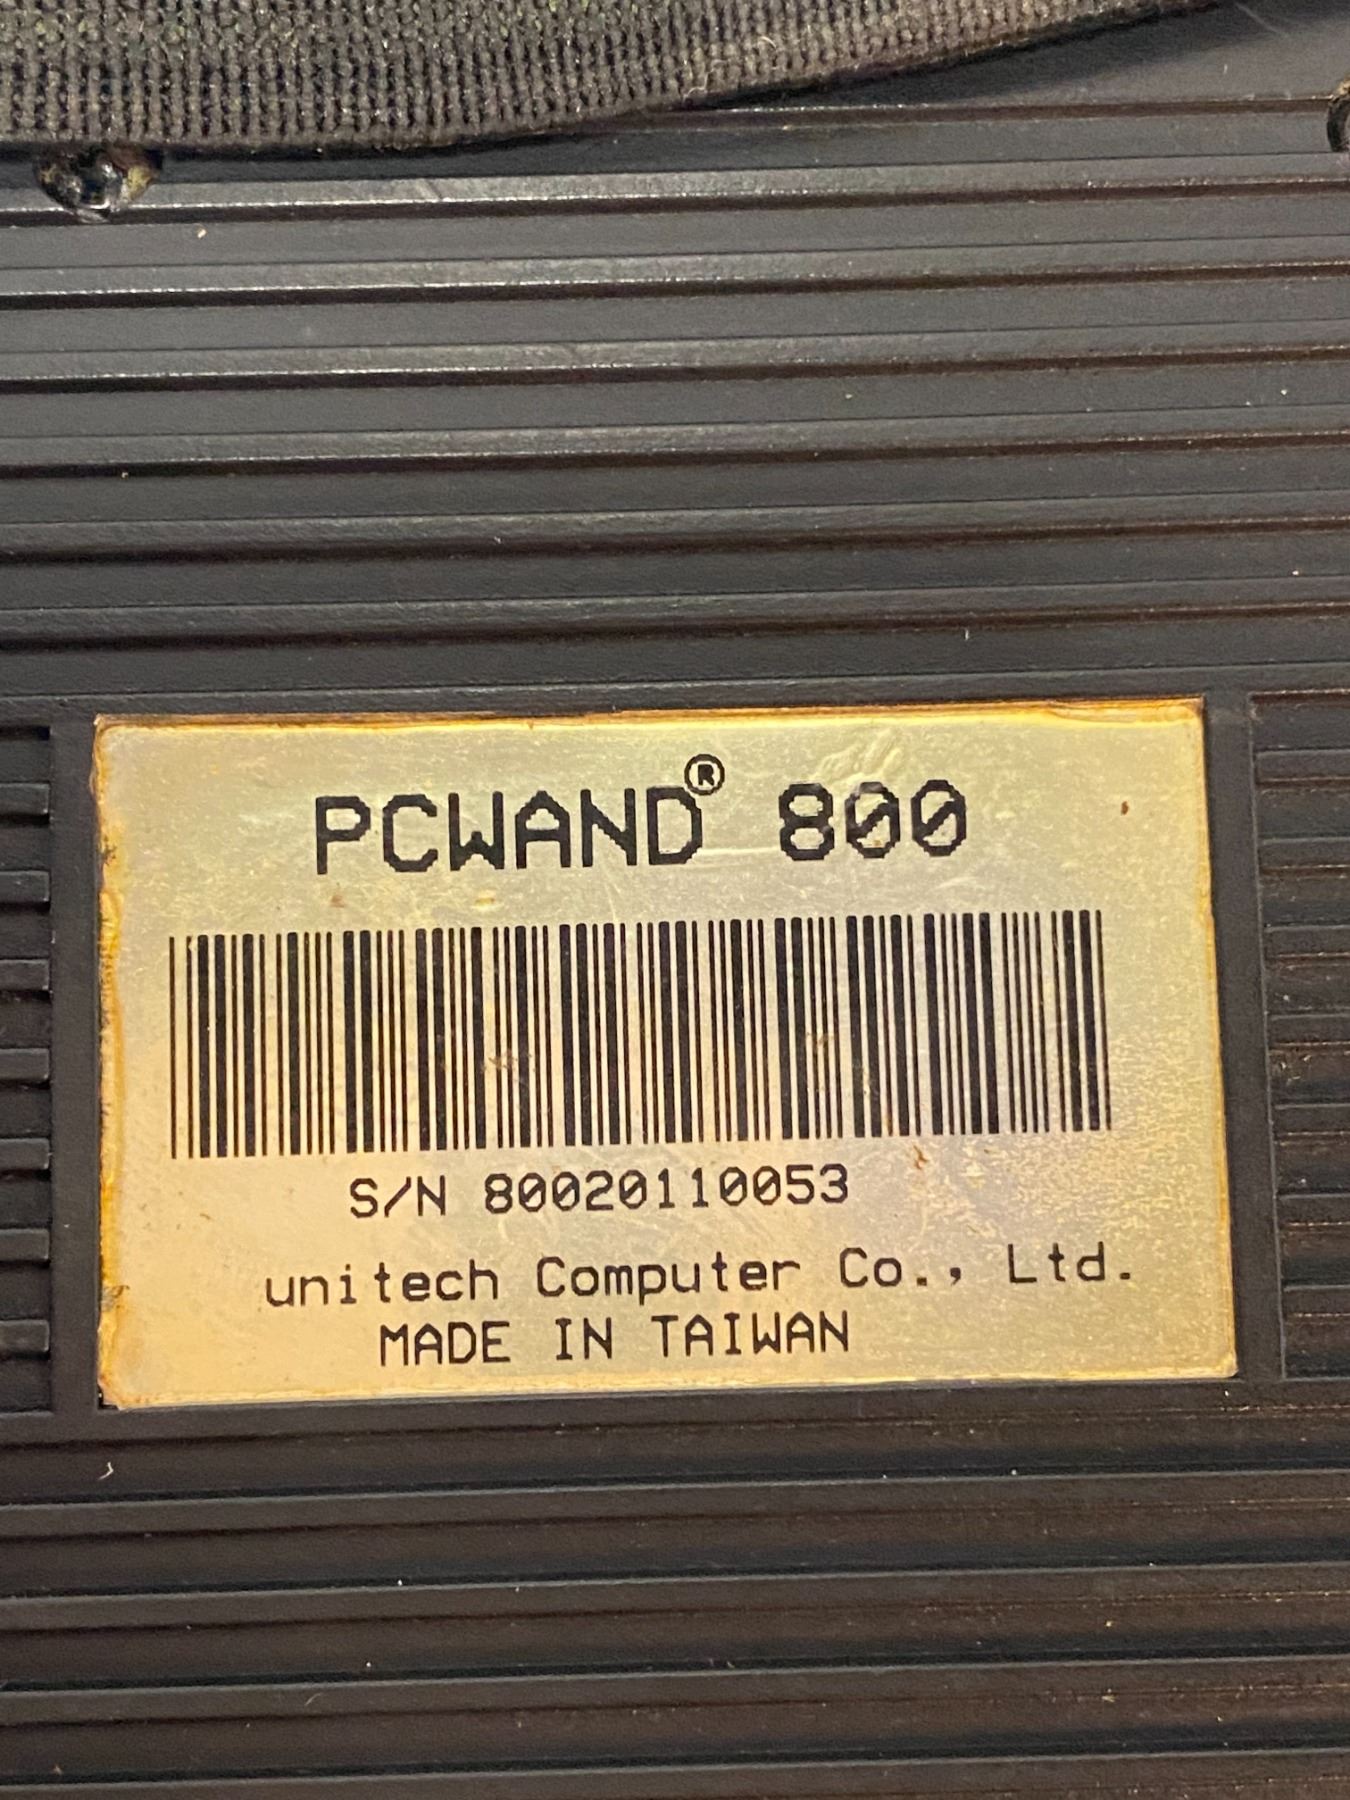 PCWAND® 800
S/N 80020110053
unitech Computer Co., Ltd.
MADE IN TAIWAN